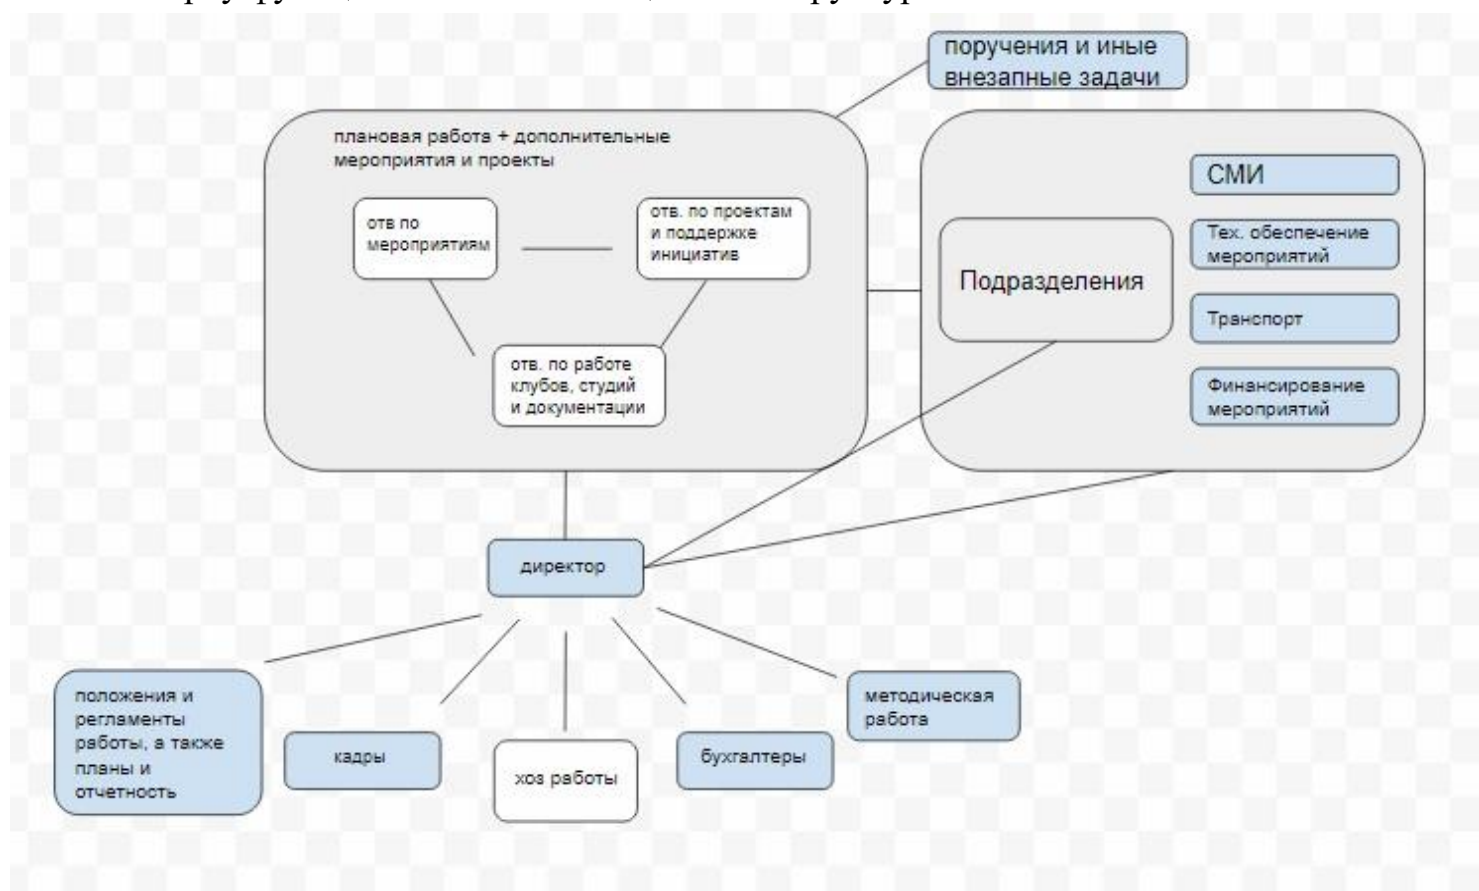 поручения и иные
внезапные задачи
плановая работа + дополнительные
мероприятия и проекты
отв по
мероприятиям
отв. по проектам
и поддержке
инициатив
отв. по работе
клубов, студий
и документации
Подразделения
СМИ
Тех. обеспечение
мероприятий
Транспорт
Финансирование
мероприятий
директор
положения и
регламенты
работы, а также
планы и
отчетность
кадры
хоз работы
бухгалтеры
методическая
работа